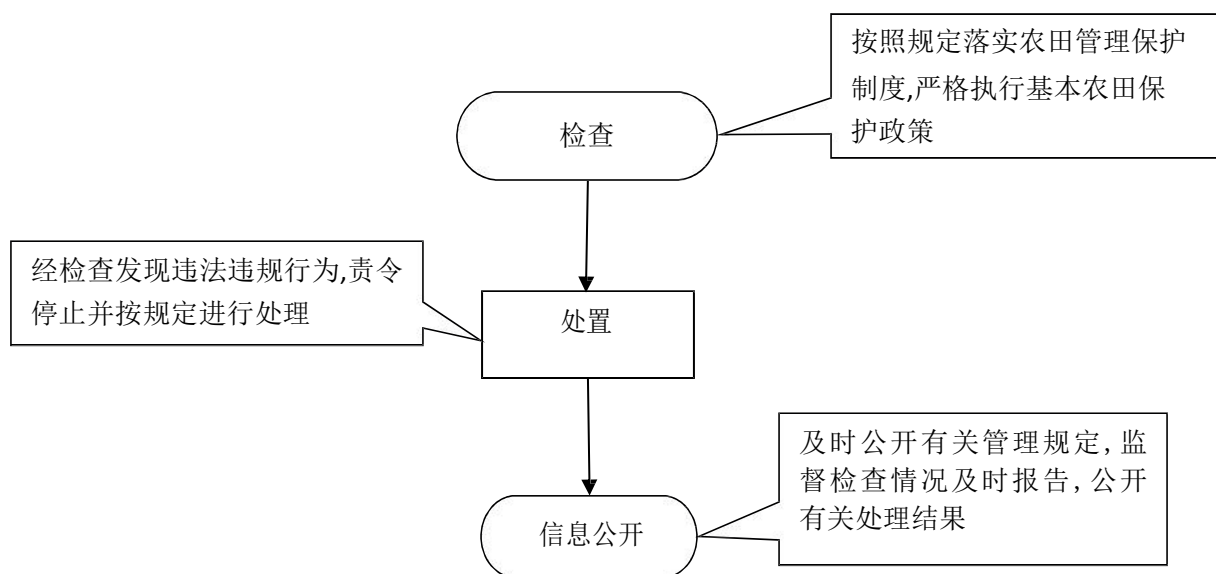 按照规定落实农田管理保护
制度,严格执行基本农田保
护政策
检查
经检查发现违法违规行为,责令
停止并按规定进行处理
处置
及时公开有关管理规定,监
督检查情况及时报告,公开
有关处理结果
信息公开